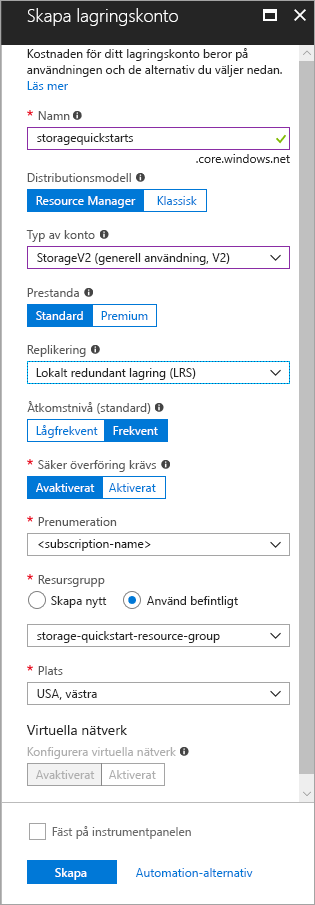 Skapa lagringskonto
Kostnaden för ditt lagringskonto beror på
användningen och de alternativ du väljer nedan.
Läs mer
* Namn
storagequickstarts
.core.windows.net
Distributionsmodell
Resource Manager Klassisk
Typ av konto
StorageV2 (generell användning, V2)
Prestanda
Standard Premium
Replikering
Lokalt redundant lagring (LRS)
Åtkomstnivå (standard)
Lågfrekvent Frekvent
* Säker överföring krävs
Avaktiverat Aktiverat
* Prenumeration
<subscription-name>
* Resursgrupp
Skapa nytt Använd befintligt
storage-quickstart-resource-group
* Plats
USA, västra
Virtuella nätverk
Konfigurera virtuella nätverk
Avaktiverat Aktiverat
Fäst på instrumentpanelen
Skapa Automation-alternativ